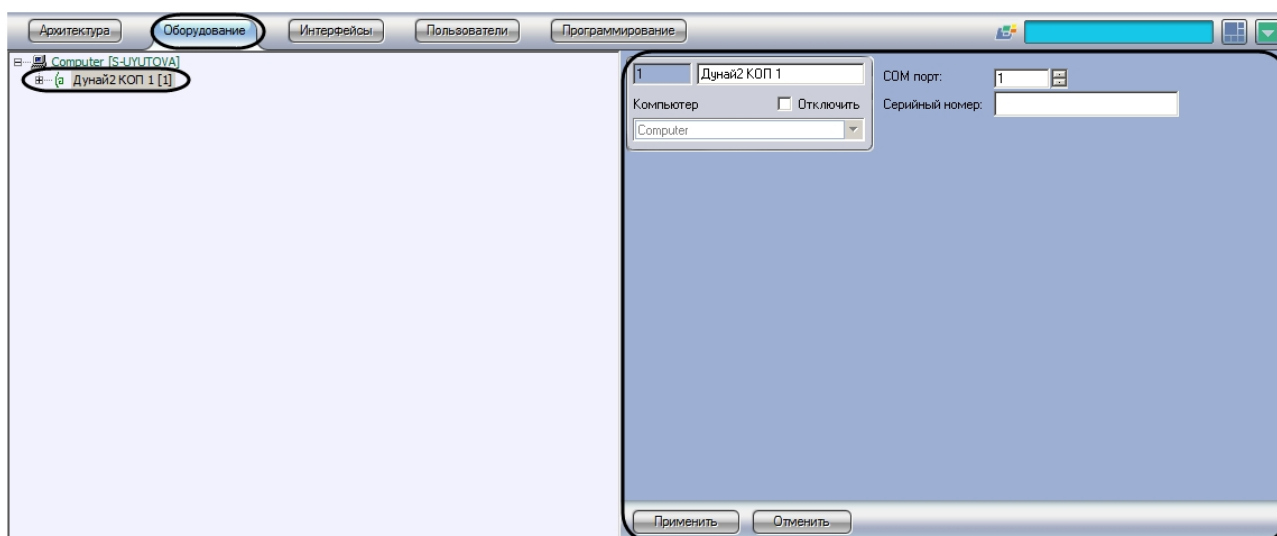 Архитектура Оборудование Интерфейсы Пользователи Программирование
Computer [S-UYUTOVA]
Дунай2 КОП 1 [1]
1 Дунай2 КОП 1
Компьютер Отключить
Computer
COM порт: 1
Серийный номер:
Применить Отменить